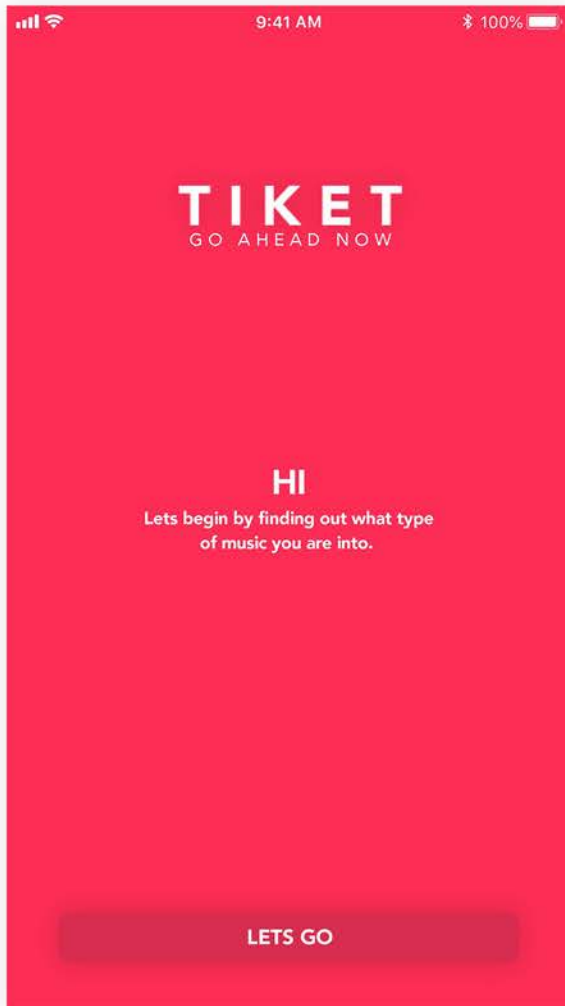 9:41 AM
100%
TIKET
GO AHEAD NOW
HI
Lets begin by finding out what type
of music you are into.
LETS GO